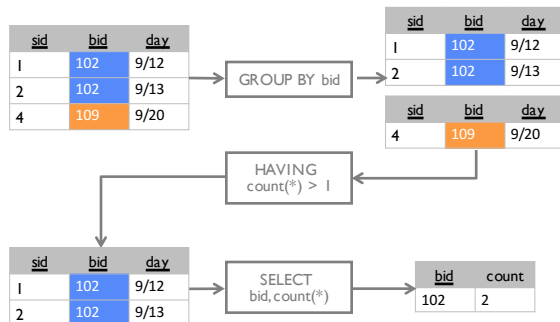 sid bid day
1 102 9/12
2 102 9/13
4 109 9/20
GROUP BY bid
sid bid day
1 102 9/12
2 102 9/13
sid bid day
4 109 9/20
HAVING
count(*) > 1
sid bid day
1 102 9/12
2 102 9/13
SELECT
bid, count(*)
bid count
102 2